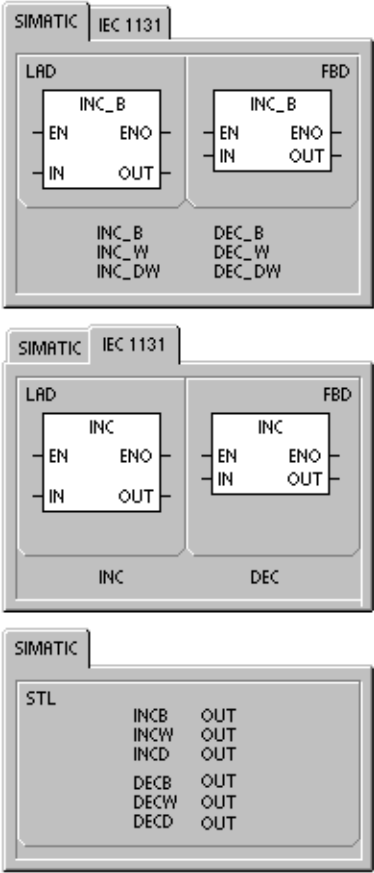 SIMATIC IEC 1131
LAD FBD
INC_B INC_B
EN ENO EN ENO
IN OUT IN OUT
INC_B DEC_B
INC_W DEC_W
INC_DW DEC_DW
SIMATIC IEC 1131
LAD FBD
INC INC
EN ENO EN ENO
IN OUT IN OUT
INC DEC
SIMATIC
STL
INCB OUT
INCW OUT
INCD OUT
DECB OUT
DECW OUT
DECD OUT